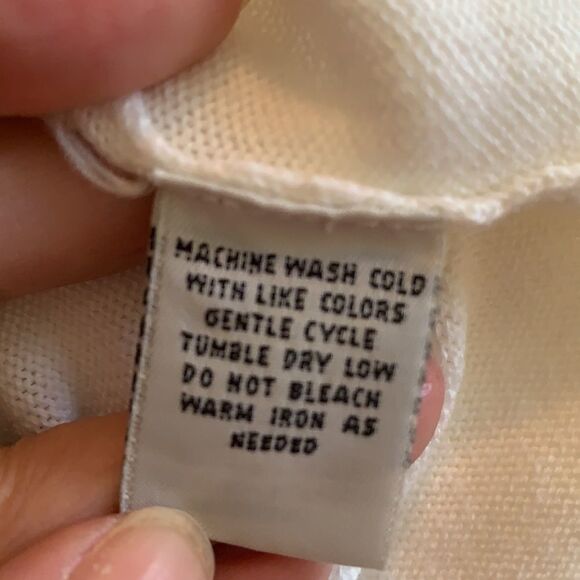 MACHINE WASH COLD
WITH LIKE COLORS
GENTLE CYCLE
TUMBLE DRY LOW
DO NOT BLEACH
WARM IRON AS
NEEDED